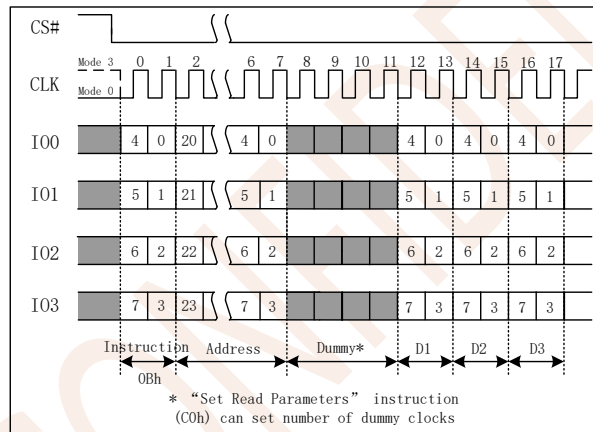 CS#
Mode 3 0 1 2 6 7 8 9 10 11 12 13 14 15 16 17
CLK
Mode 0
IO0 4 0 20 4 0 4 0 4 0 4 0
IO1 5 1 21 5 1 5 1 5 1 5 1
IO2 6 2 22 6 2 6 2 6 2 6 2
IO3 7 3 23 7 3 7 3 7 3 7 3
Instruction Address Dummy* D1 D2 D3
0Bh
* “Set Read Parameters” instruction
(C0h) can set number of dummy clocks